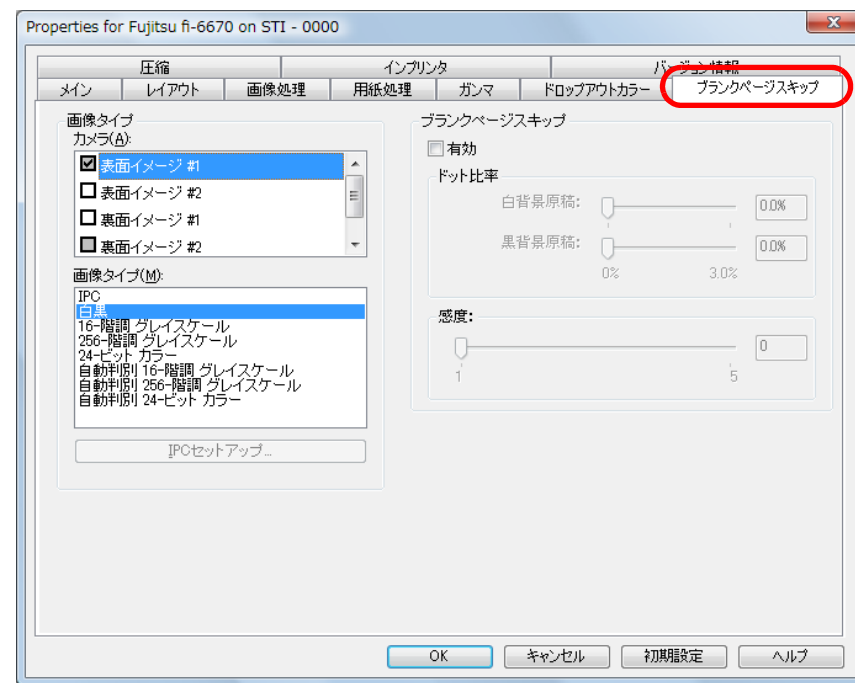 Properties for Fujitsu fi-6670 on STI - 0000
圧縮 インプリンタ バージョン情報
メイン レイアウト 画像処理 用紙処理 ガンマ ドロップアウトカラー ブランクページスキップ
画像タイプ
カメラ(A):
表面イメージ #1
表面イメージ #2
裏面イメージ #1
裏面イメージ #2
画像タイプ(M):
IPC
白黒
16-階調 グレイスケール
256-階調 グレイスケール
24-ビット カラー
自動判別 16-階調 グレイスケール
自動判別 256-階調 グレイスケール
自動判別 24-ビット カラー
IPCセットアップ...
ブランクページスキップ
有効
ドット比率
白背景原稿: 0.0%
黒背景原稿: 0.0%
0% 3.0%
感度:
0
1 5
OK キャンセル 初期設定 ヘルプ